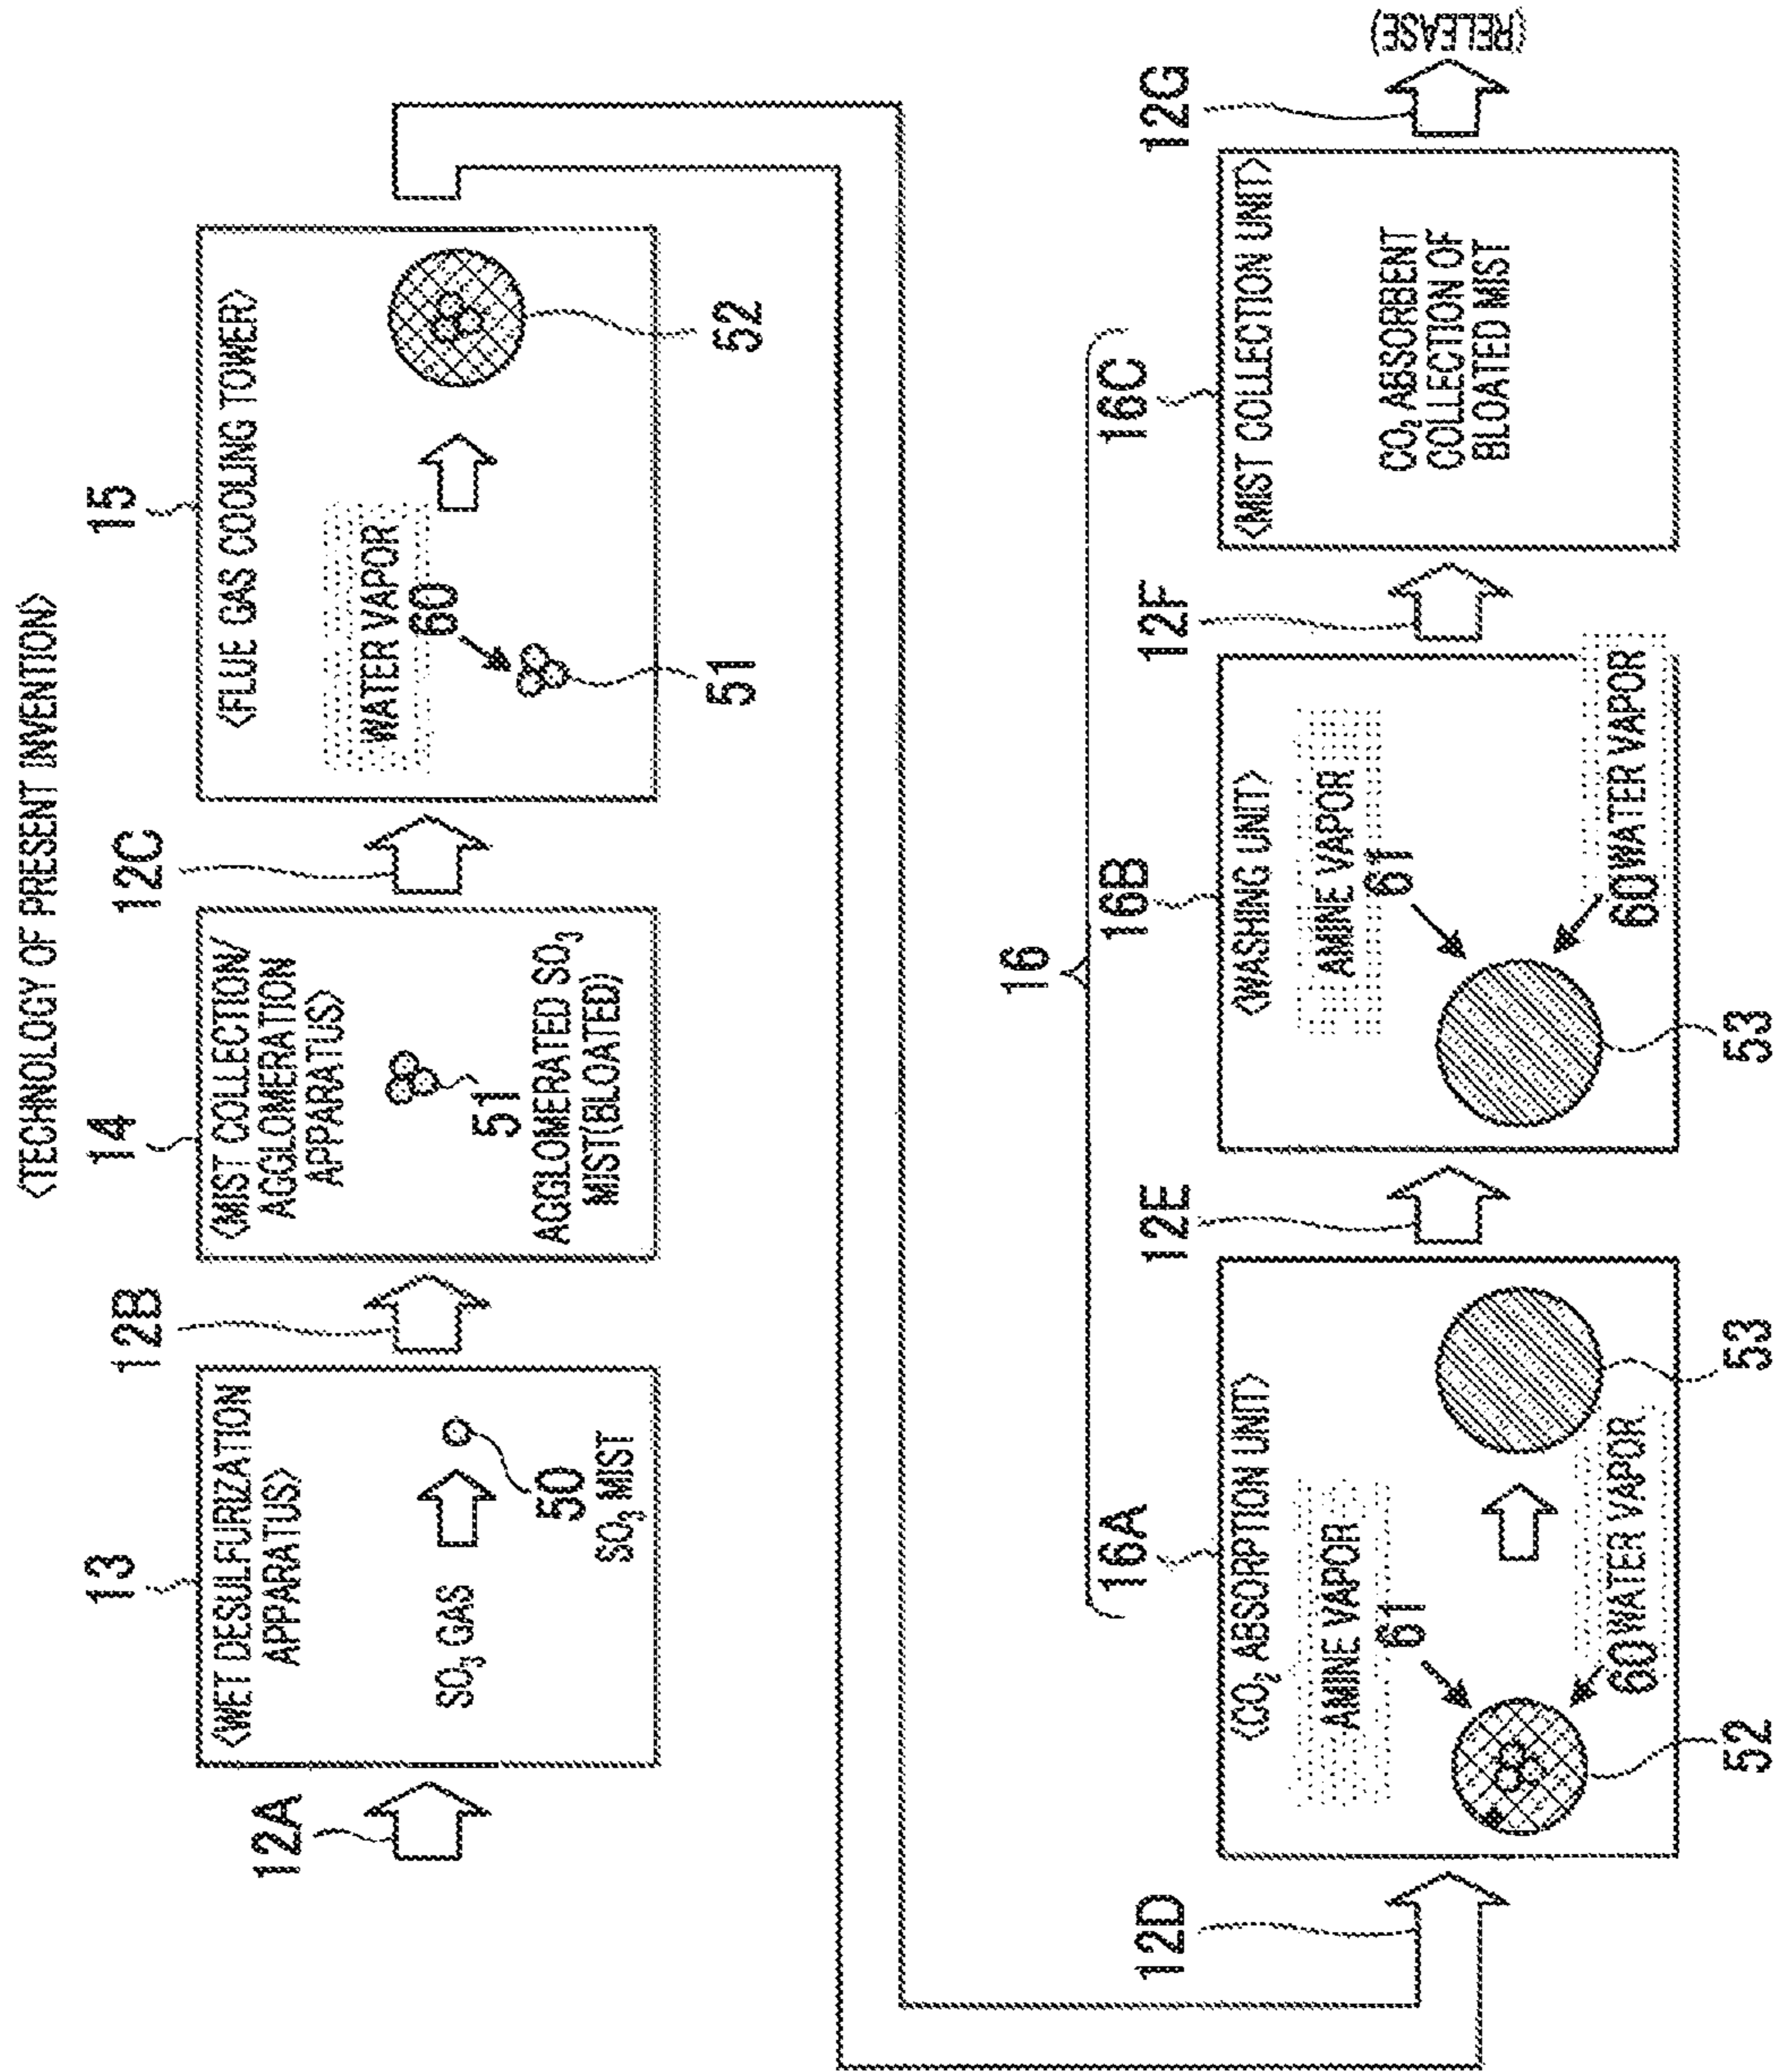 <TECHNOLOGY OF PRESENT INVENTION>
12A
13
<WET DESULFURIZATION
APPARATUS>
SO₃ GAS
50
SO₃ MIST
12B
14
<MIST COLLECTION/
AGGLOMERATION
APPARATUS>
51
AGGLOMERATED SO₃
MIST(BLOATED)
12C
15
<FLUE GAS COOLING TOWER>
WATER VAPOR
60
51
52
12D
16
16A
<CO₂ ABSORPTION UNIT>
AMINE VAPOR
61
60 WATER VAPOR
52
53
12E
16B
<WASHING UNIT>
AMINE VAPOR
61
60 WATER VAPOR
53
12F
16C
<MIST COLLECTION UNIT>
CO₂ ABSORBENT
COLLECTION OF
BLOATED MIST
12G
(RELEASE)